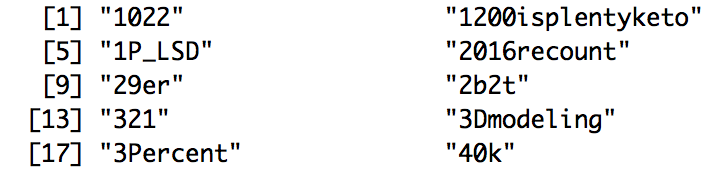 [1] "1022" "1200isplentyketo"
[5] "1P_LSD" "2016recount"
[9] "29er" "2b2t"
[13] "321" "3Dmodeling"
[17] "3Percent" "40k"